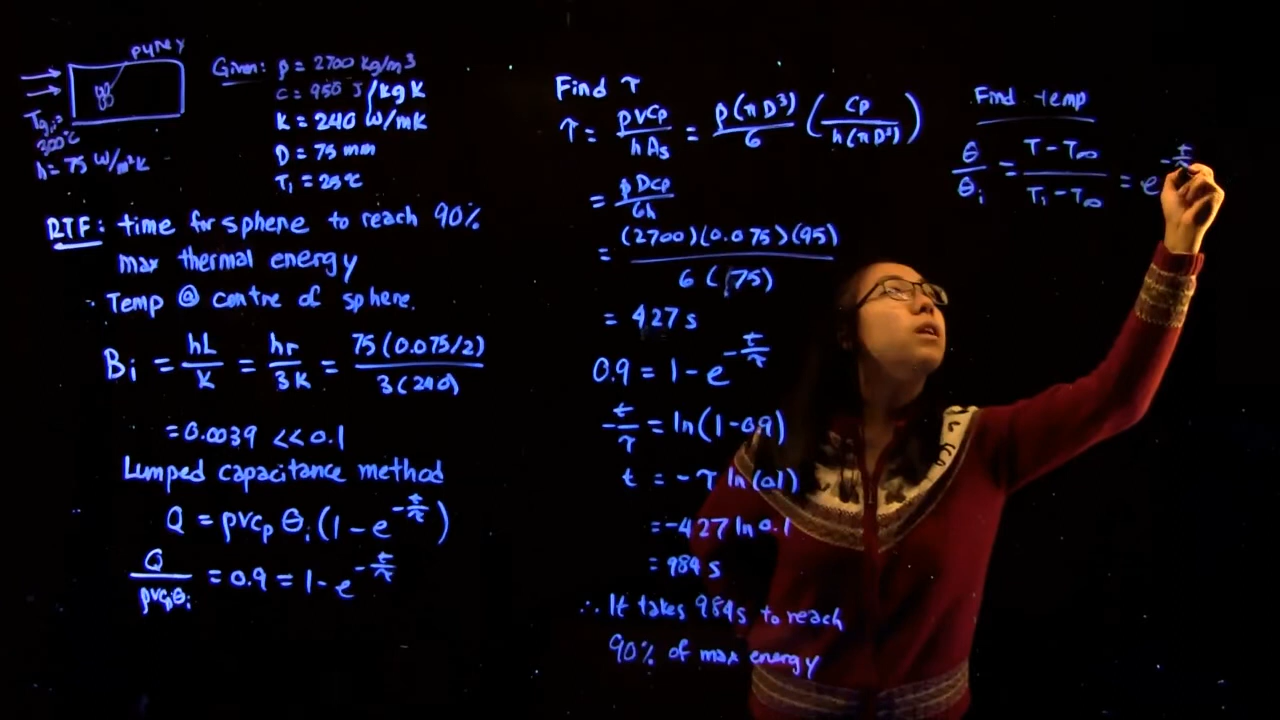 Given: ρ = 2700 kg/m3
C = 950 J/kg K
K = 240 W/mK
D = 75 mm
Ti = 25°C
300°C
h = 75 W/m²K
RTF: time for sphere to reach 90%
max thermal energy
· Temp @ centre of sphere.
Bi = hL/K = hr/3K = 75(0.075/2)/3(240)
= 0.0039 << 0.1
Lumped capacitance method
Q = ρVcp θi (1 - e^-t/τ)
Q/ρVcpθi = 0.9 = 1 - e^-t/τ
Find τ
τ = ρVCp/hAs = ρ(πD³)/6 (Cp/h(πD²))
= ρDcp/6h
= (2700)(0.075)(95)/6(75)
= 427 s
0.9 = 1 - e^-t/τ
-t/τ = ln(1-0.9)
t = -τ ln(0.1)
= -427 ln 0.1
= 984 s
∴ It takes 984s to reach
90% of max energy
Find temp
θ/θi = T - T∞/Ti - T∞ = e^-t/τ